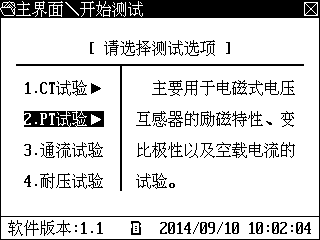 主界面\开始测试
[ 请选择测试选项 ]
1.CT试验▶
2.PT试验▶
3.通流试验
4.耐压试验
主要用于电磁式电压
互感器的励磁特性、变
比极性以及空载电流的
试验。
软件版本:1.1
2014/09/10 10:02:04